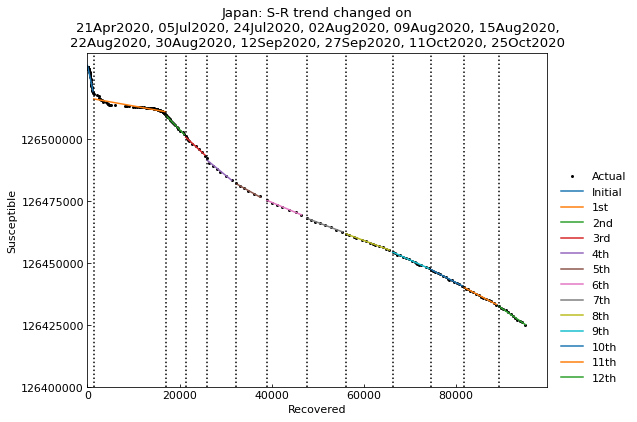 Japan: S-R trend changed on
21Apr2020, 05Jul2020, 24Jul2020, 02Aug2020, 09Aug2020, 15Aug2020,
22Aug2020, 30Aug2020, 12Sep2020, 27Sep2020, 11Oct2020, 25Oct2020
Susceptible
126500000
126475000
126450000
126425000
126400000
0
20000
40000
60000
80000
Recovered
Actual
Initial
1st
2nd
3rd
4th
5th
6th
7th
8th
9th
10th
11th
12th